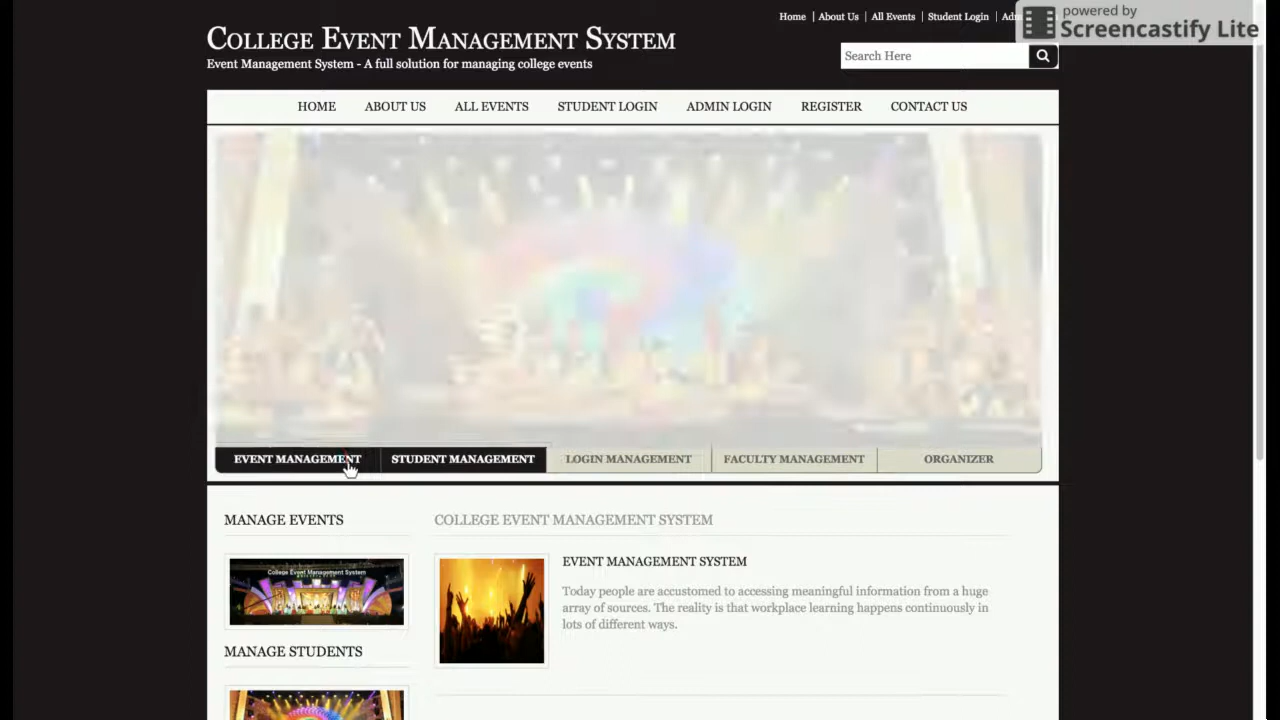 Home | About Us | All Events | Student Login |
powered by
Screencastify Lite
COLLEGE EVENT MANAGEMENT SYSTEM
Event Management System - A full solution for managing college events
Search Here
HOME ABOUT US ALL EVENTS STUDENT LOGIN ADMIN LOGIN REGISTER CONTACT US
EVENT MANAGEMENT STUDENT MANAGEMENT LOGIN MANAGEMENT FACULTY MANAGEMENT ORGANIZER
MANAGE EVENTS
College Event Management System
MANAGE STUDENTS
COLLEGE EVENT MANAGEMENT SYSTEM
EVENT MANAGEMENT SYSTEM
Today people are accustomed to accessing meaningful information from a huge
array of sources. The reality is that workplace learning happens continuously in
lots of different ways.